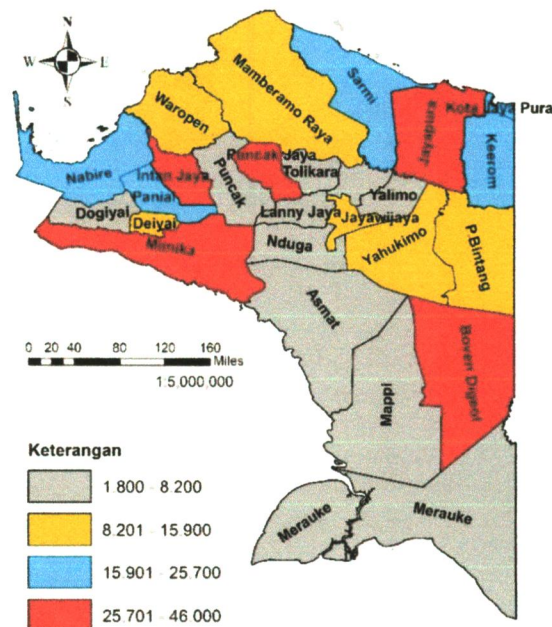 N
W E
S
Mamberamo Raya
Sarmi
Waropen
Jayapura
Kota Jaya Pura
Keerom
Nabire
Intan Jaya
Puncak Jaya
Puncak
Tolikara
Paniai
Yalimo
Dogiyai
Deiyai
Lanny Jaya
Jayawijaya
Mimika
Nduga
Yahukimo
P.Bintang
Asmat
Boven Digoel
Mappi
0 20 40 80 120 160
Miles
1:5.000.000
Merauke
Merauke
Keterangan
1.800 - 8.200
8.201 - 15.900
15.901 - 25.700
25.701 - 46.000